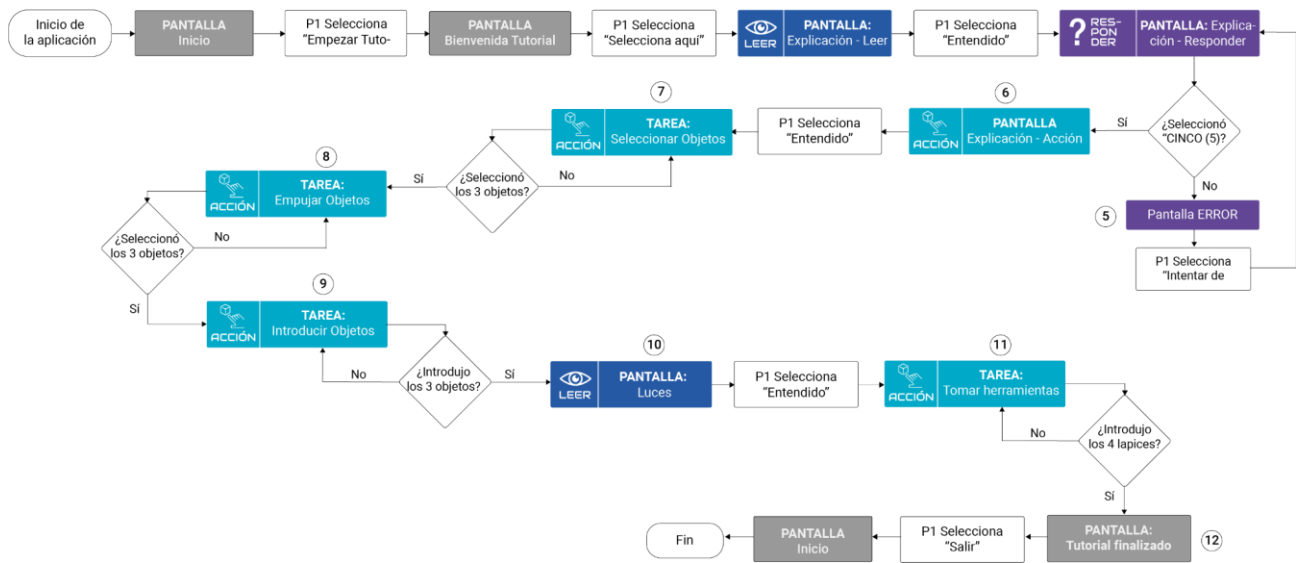 Inicio de
la aplicación
PANTALLA
Inicio
P1 Selecciona
“Empezar Tuto-
PANTALLA
Bienvenida Tutorial
P1 Selecciona
“Selecciona aquí”
LEER
PANTALLA:
Explicación - Leer
P1 Selecciona
“Entendido”
?
RES-
PON
DER
PANTALLA: Explica-
ción - Responder
¿Seleccionó
“CINCO (5)?
Sí
No
5
Pantalla ERROR
P1 Selecciona
“Intentar de
6
ACCIÓN
PANTALLA
Explicación - Acción
P1 Selecciona
“Entendido”
7
ACCIÓN
TAREA:
Seleccionar Objetos
¿Seleccionó
los 3 objetos?
No
Sí
8
ACCIÓN
TAREA:
Empujar Objetos
¿Seleccionó
los 3 objetos?
No
Sí
9
ACCIÓN
TAREA:
Introducir Objetos
¿Introdujo
los 3 objetos?
No
Sí
10
LEER
PANTALLA:
Luces
P1 Selecciona
“Entendido”
11
ACCIÓN
TAREA:
Tomar herramientas
¿Introdujo
los 4 lapices?
No
Sí
12
PANTALLA:
Tutorial finalizado
P1 Selecciona
“Salir”
PANTALLA
Inicio
Fin